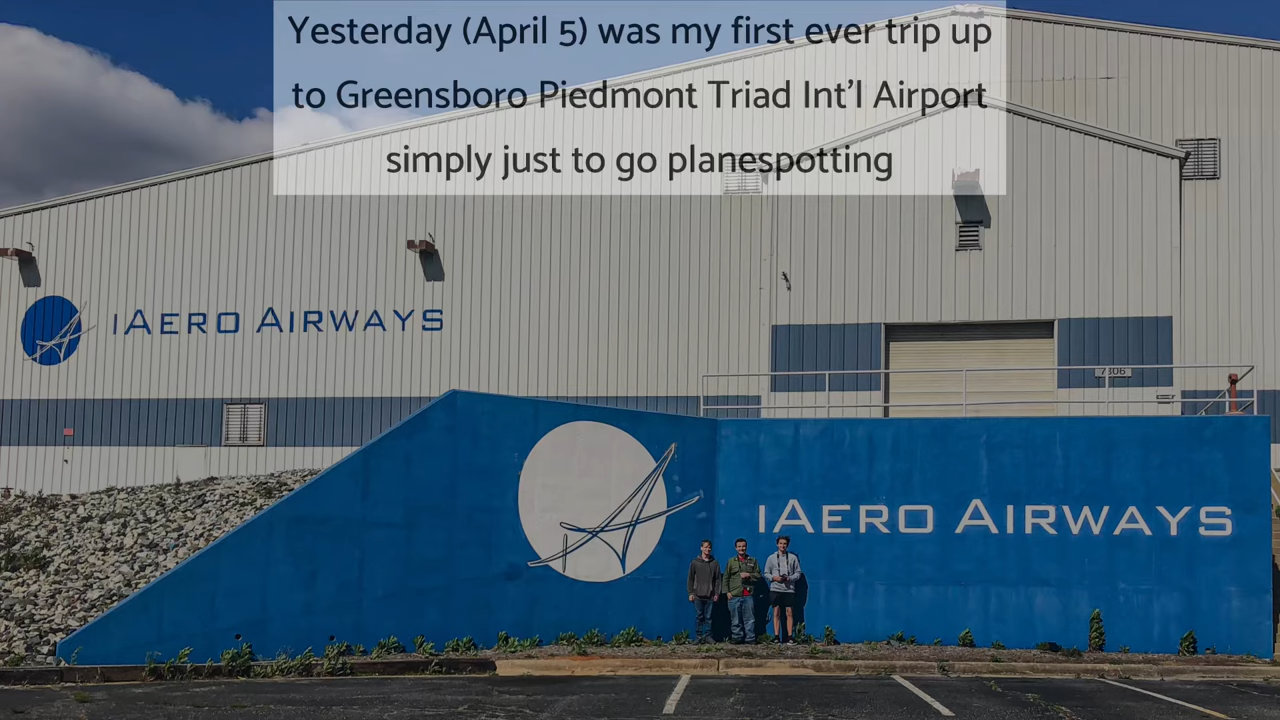 Yesterday (April 5) was my first ever trip up
to Greensboro Piedmont Triad Int'l Airport
simply just to go planespotting
iAero Airways
7806
iAero Airways